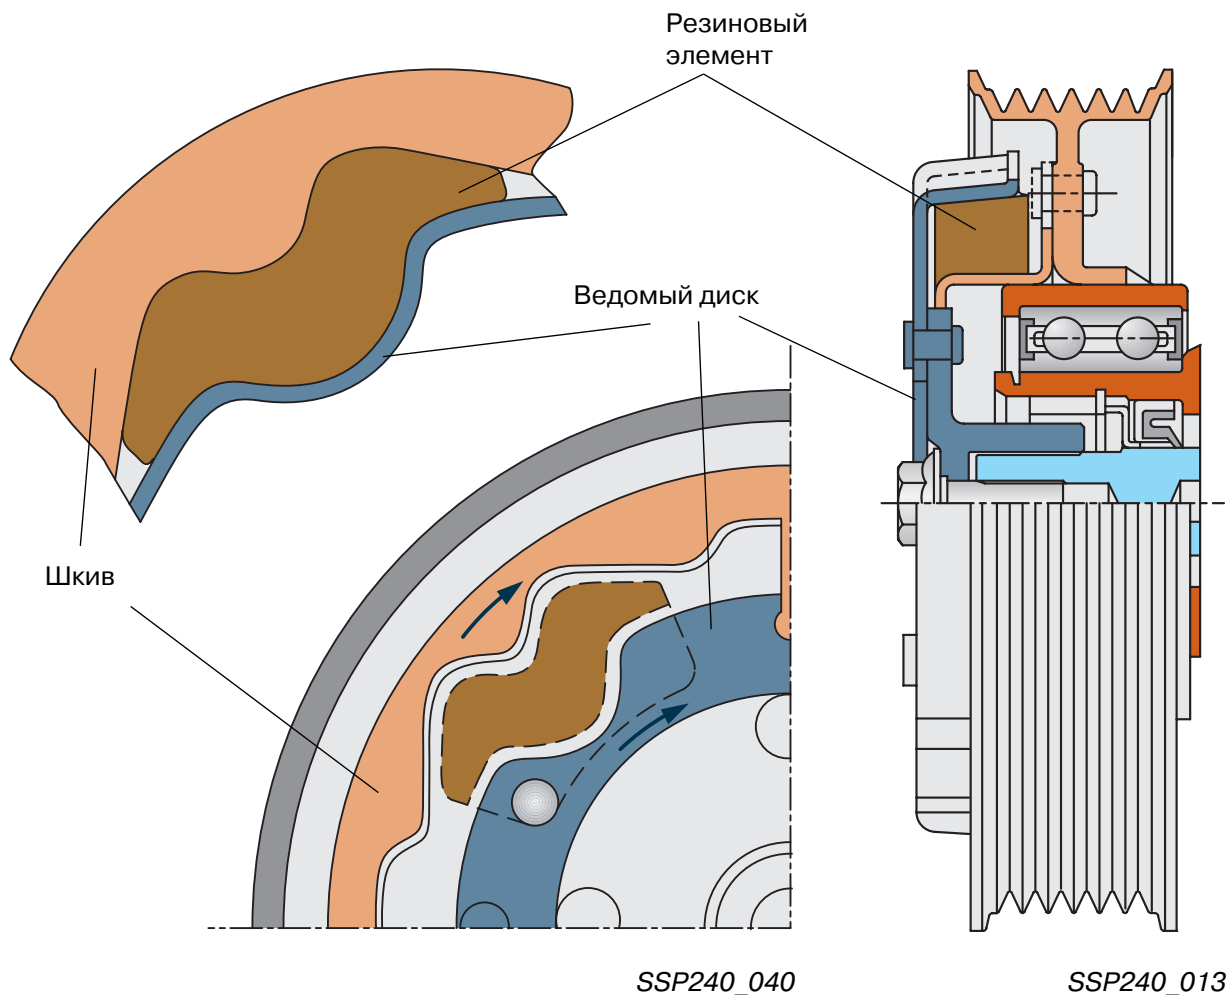 Резиновый
элемент
Ведомый диск
Шкив
SSP240_040
SSP240_013